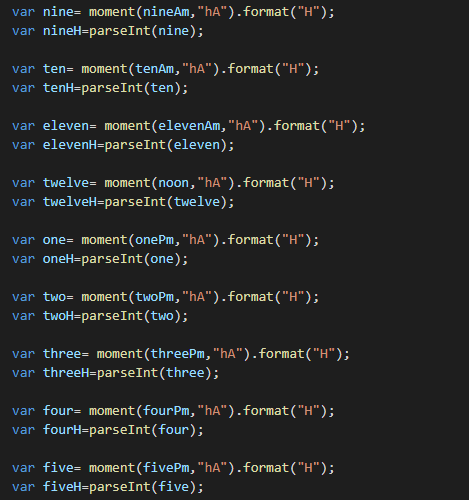 var nine= moment(nineAm,"hA").format("H");
var nineH=parseInt(nine);
var ten= moment(tenAm,"hA").format("H");
var tenH=parseInt(ten);
var eleven= moment(elevenAm,"hA").format("H");
var elevenH=parseInt(eleven);
var twelve= moment(noon,"hA").format("H");
var twelveH=parseInt(twelve);
var one= moment(onePm,"hA").format("H");
var oneH=parseInt(one);
var two= moment(twoPm,"hA").format("H");
var twoH=parseInt(two);
var three= moment(threePm,"hA").format("H");
var threeH=parseInt(three);
var four= moment(fourPm,"hA").format("H");
var fourH=parseInt(four);
var five= moment(fivePm,"hA").format("H");
var fiveH=parseInt(five);